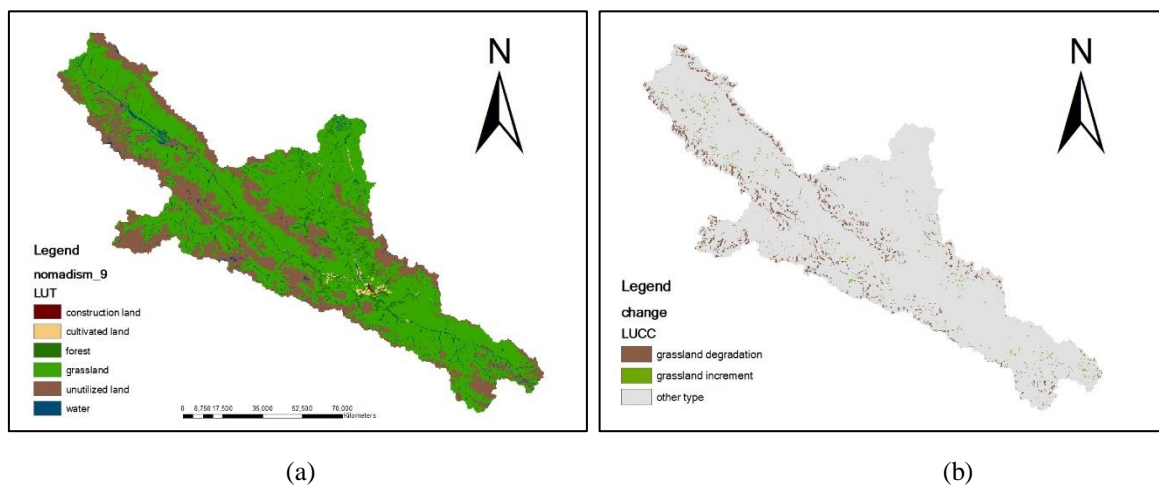 N
Legend
nomadism_9
LUT
construction land
cultivated land
forest
grassland
unutilized land
water
0 8,750 17,500 35,000 52,500 70,000
Kilometers
N
Legend
change
LUCC
grassland degradation
grassland increment
other type
(a)
(b)